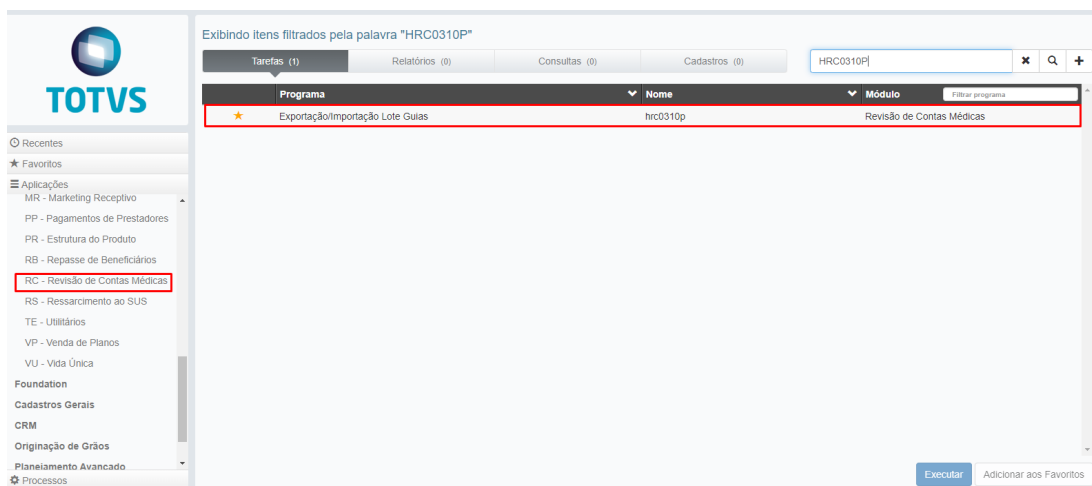 TOTVS
Recentes
Favoritos
Aplicações
MR - Marketing Receptivo
PP - Pagamentos de Prestadores
PR - Estrutura do Produto
RB - Repasse de Beneficiários
RC - Revisão de Contas Médicas
RS - Ressarcimento ao SUS
TE - Utilitários
VP - Venda de Planos
VU - Vida Única
Foundation
Cadastros Gerais
CRM
Originação de Grãos
Planejamento Avançado
Processos
Exibindo itens filtrados pela palavra "HRC0310P"
Tarefas (1) Relatórios (0) Consultas (0) Cadastros (0) HRC0310P
Programa Nome Módulo Filtrar programa
Exportação/Importação Lote Guias hrc0310p Revisão de Contas Médicas
Executar Adicionar aos Favoritos